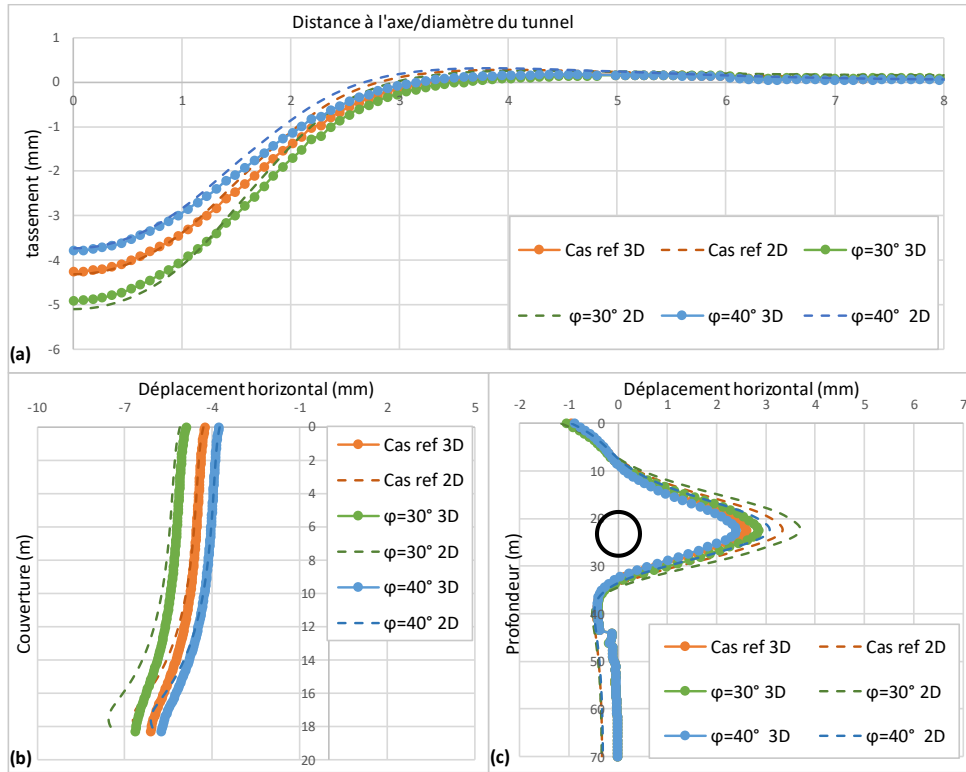 Distance à l'axe/diamètre du tunnel
1
0
0 1 2 3 4 5 6 7 8
-1
-2
-3
-4
-5
-6
tassement (mm)
Cas ref 3D Cas ref 2D φ=30° 3D
φ=30° 2D φ=40° 3D φ=40° 2D
(a)
Déplacement horizontal (mm)
-10 -7 -4 -1 2 5
0
2
4
6
8
10
12
14
16
18
20
Couverture (m)
Cas ref 3D
Cas ref 2D
φ=30° 3D
φ=30° 2D
φ=40° 3D
φ=40° 2D
(b)
Déplacement horizontal (mm)
-2 -1 0 1 2 3 4 5 6 7
0
10
20
30
40
50
60
70
Profondeur (m)
Cas ref 3D Cas ref 2D
φ=30° 3D φ=30° 2D
φ=40° 3D φ=40° 2D
(c)